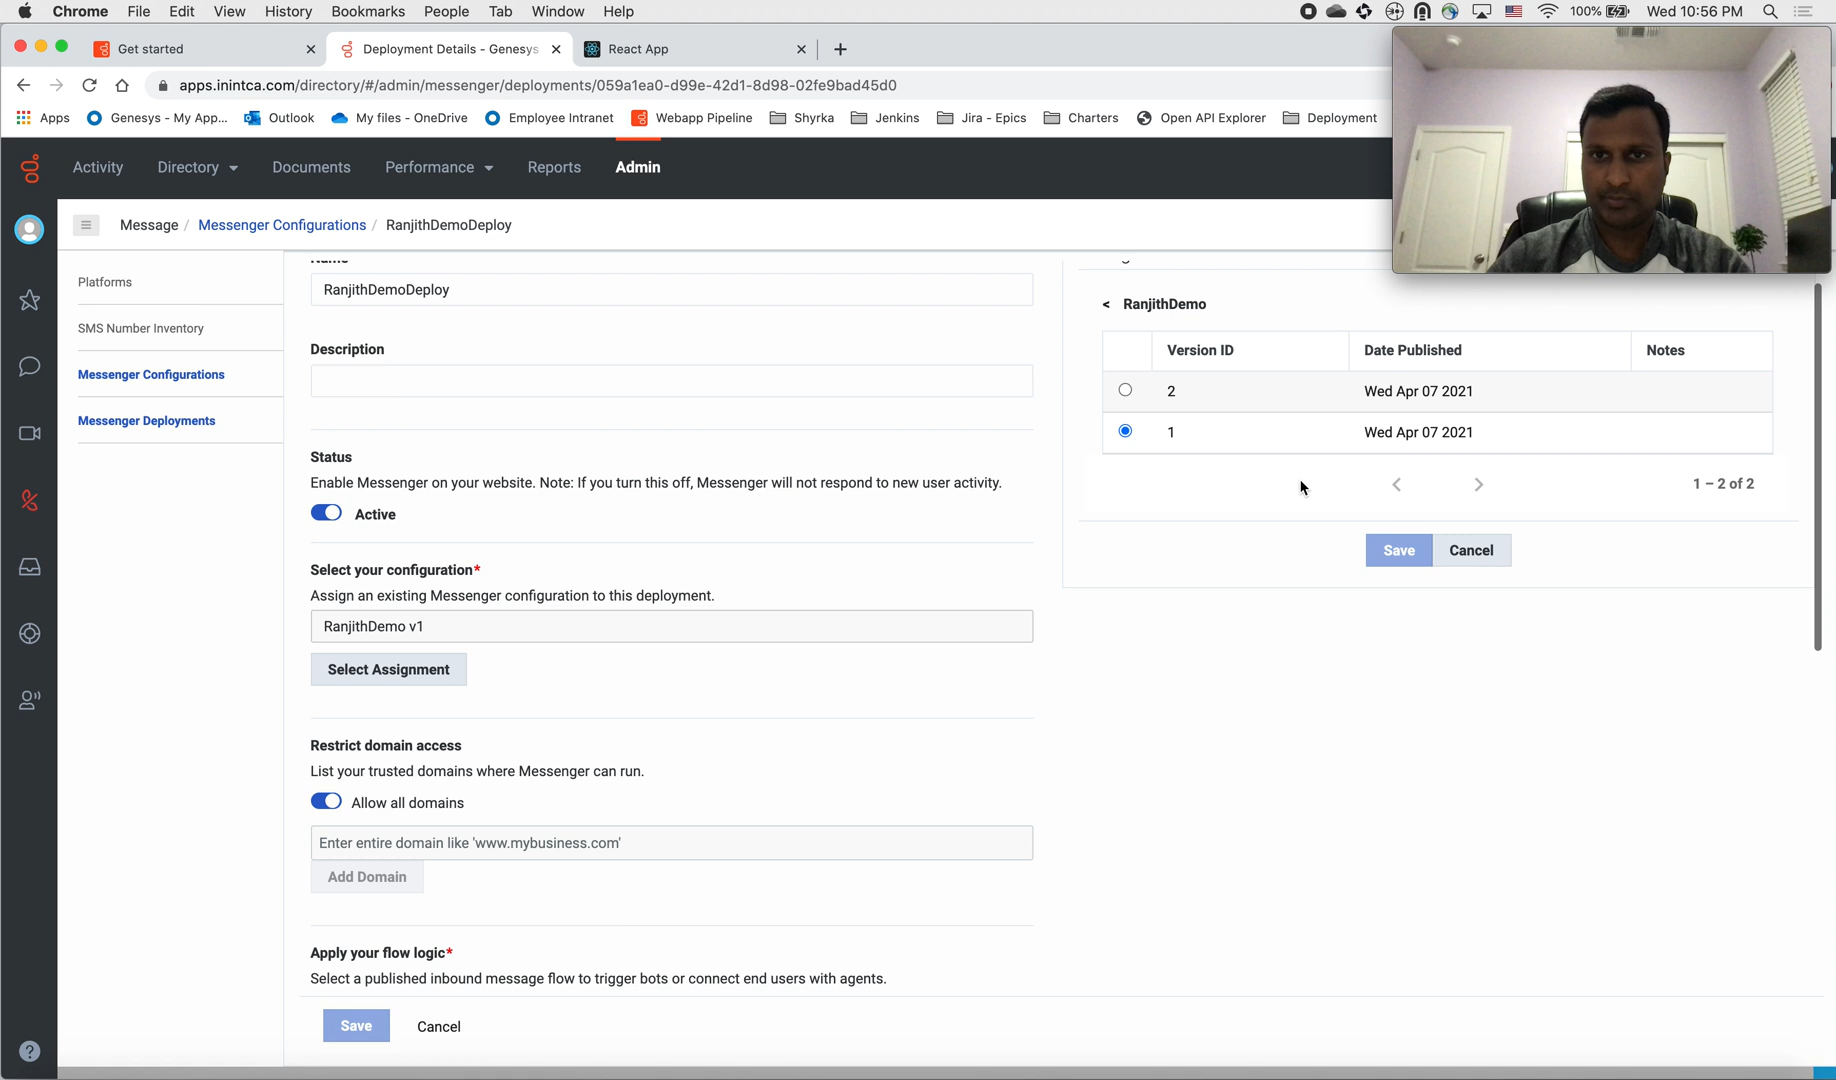 Chrome File Edit View History Bookmarks People Tab Window Help 100% Wed 10:56 PM
Get started Deployment Details - Genesys React App
apps.inintca.com/directory/#/admin/messenger/deployments/059a1ea0-d99e-42d1-8d98-02fe9bad45d0
Apps Genesys - My App... Outlook My files - OneDrive Employee Intranet Webapp Pipeline Shyrka Jenkins Jira - Epics Charters Open API Explorer Deployment
Activity Directory Documents Performance Reports Admin
Message / Messenger Configurations / RanjithDemoDeploy
Platforms
SMS Number Inventory
Messenger Configurations
Messenger Deployments
RanjithDemoDeploy
Description
Status
Enable Messenger on your website. Note: If you turn this off, Messenger will not respond to new user activity.
Active
Select your configuration*
Assign an existing Messenger configuration to this deployment.
RanjithDemo v1
Select Assignment
Restrict domain access
List your trusted domains where Messenger can run.
Allow all domains
Enter entire domain like 'www.mybusiness.com'
Add Domain
Apply your flow logic*
Select a published inbound message flow to trigger bots or connect end users with agents.
Save Cancel
< RanjithDemo
Version ID Date Published Notes
2 Wed Apr 07 2021
1 Wed Apr 07 2021
1 – 2 of 2
Save Cancel